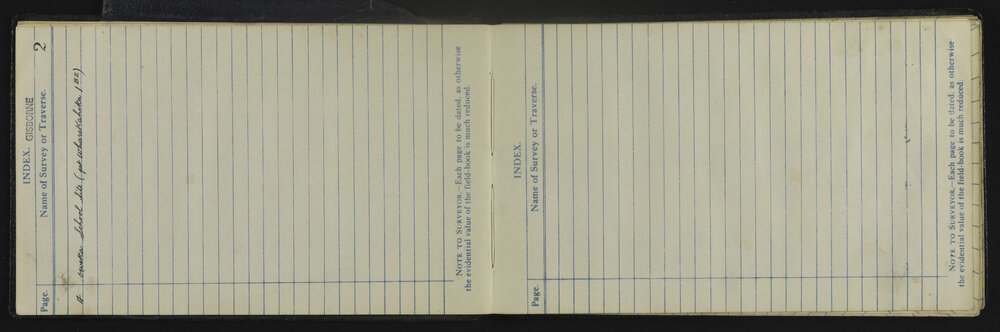 2
INDEX. GISBORNE
Page. Name of Survey or Traverse.
School Site (pt Wharekahika 1B2)
NOTE TO SURVEYOR.—Each page to be dated, as otherwise
the evidential value of the field-book is much reduced.
INDEX.
Page. Name of Survey or Traverse.
NOTE TO SURVEYOR.—Each page to be dated, as otherwise
the evidential value of the field-book is much reduced.